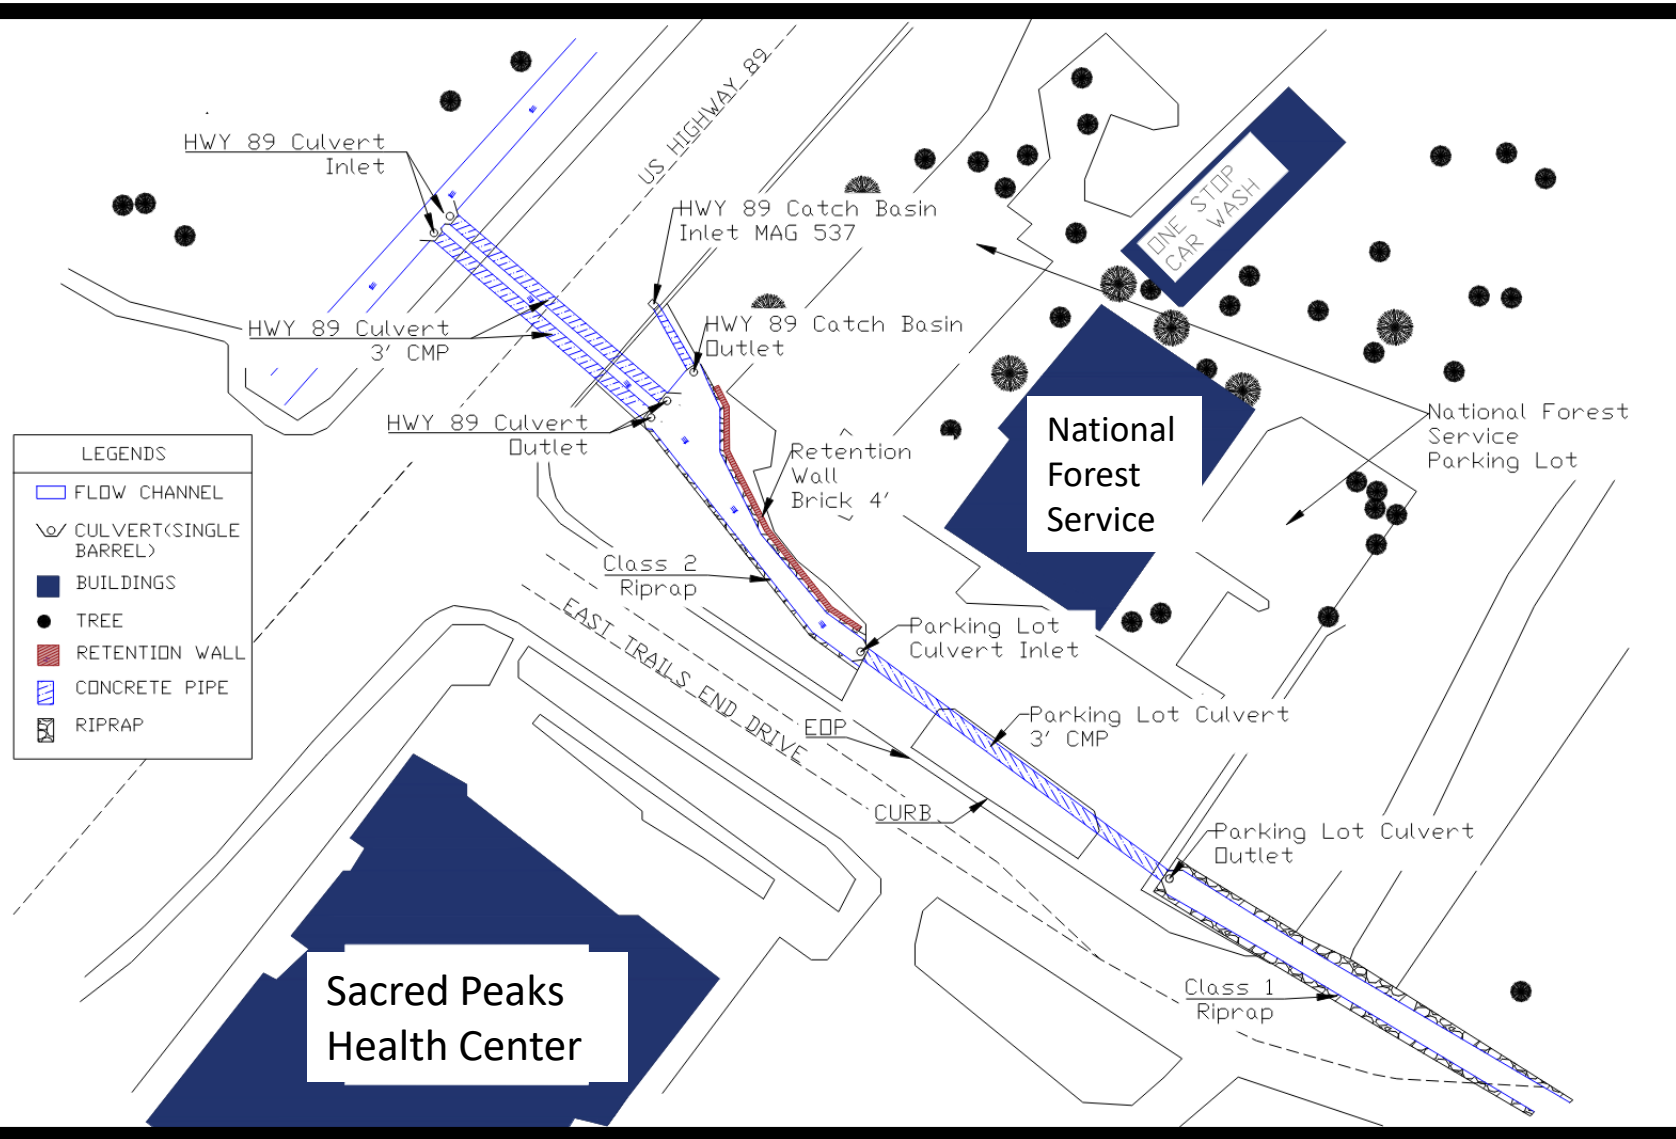 US HIGHWAY 89
HWY 89 Culvert
Inlet
HWY 89 Catch Basin
Inlet MAG 537
ONE STOP
CAR WASH
HWY 89 Culvert
3' CMP
HWY 89 Catch Basin
Outlet
HWY 89 Culvert
Outlet
National
Forest
Service
National Forest
Service
Parking Lot
Retention
Wall
Brick 4'
LEGENDS
FLOW CHANNEL
CULVERT(SINGLE
BARREL)
BUILDINGS
TREE
RETENTION WALL
CONCRETE PIPE
RIPRAP
Class 2
Riprap
EAST TRAILS END DRIVE
Parking Lot
Culvert Inlet
EOP
Parking Lot Culvert
3' CMP
CURB
Parking Lot Culvert
Outlet
Class 1
Riprap
Sacred Peaks
Health Center